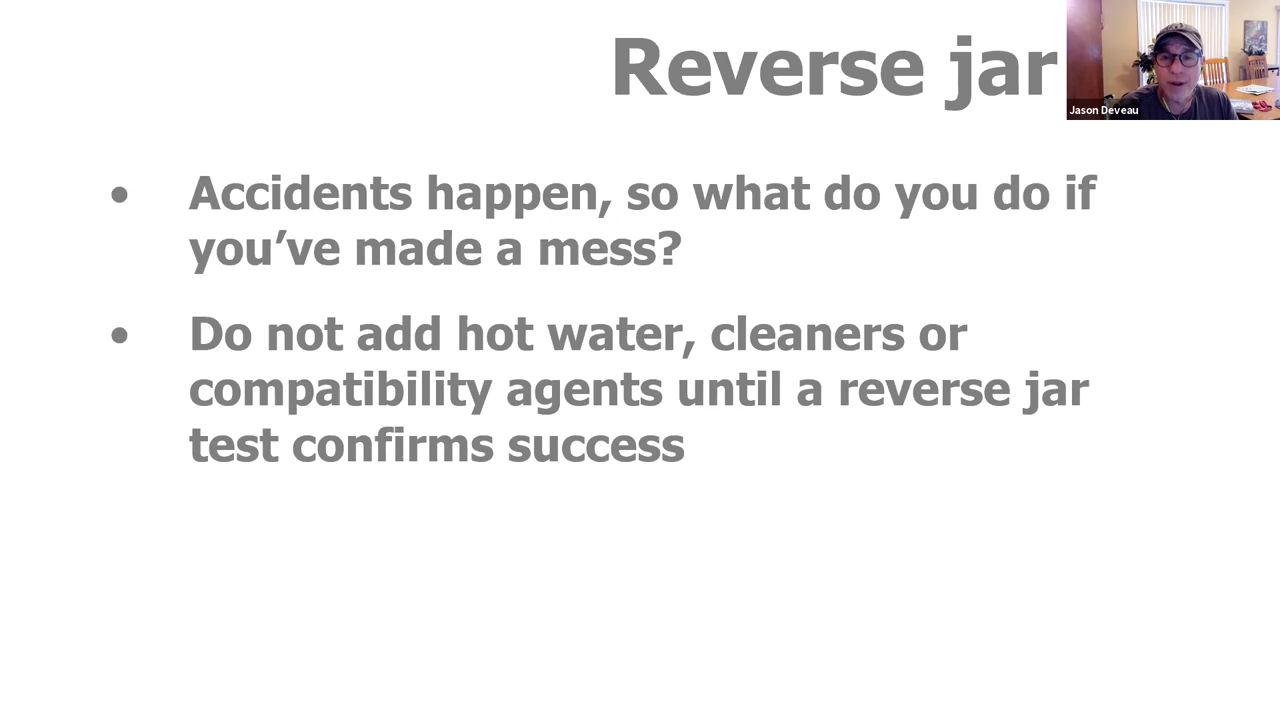 Reverse jar
Jason Deveau
• Accidents happen, so what do you do if
you’ve made a mess?
• Do not add hot water, cleaners or
compatibility agents until a reverse jar
test confirms success